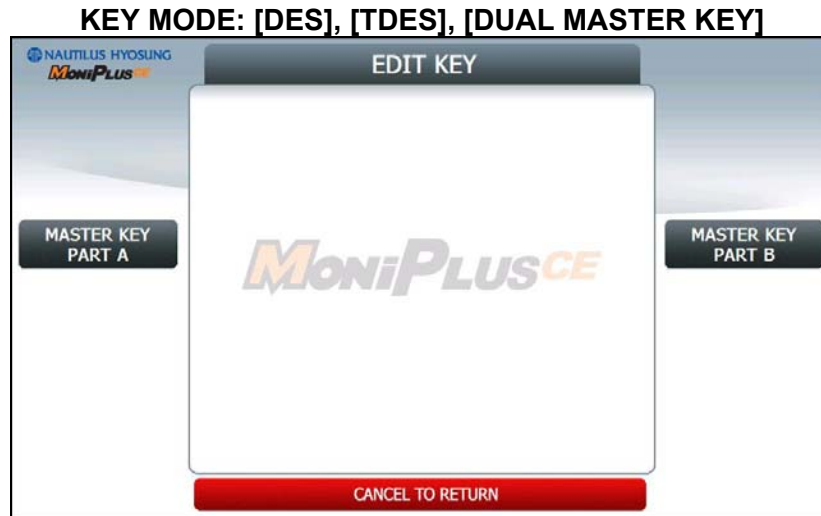 KEY MODE: [DES], [TDES], [DUAL MASTER KEY]
NAUTILUS HYOSUNG
MONiPLUSCE
EDIT KEY
MASTER KEY
PART A
MONiPLUSCE
MASTER KEY
PART B
CANCEL TO RETURN